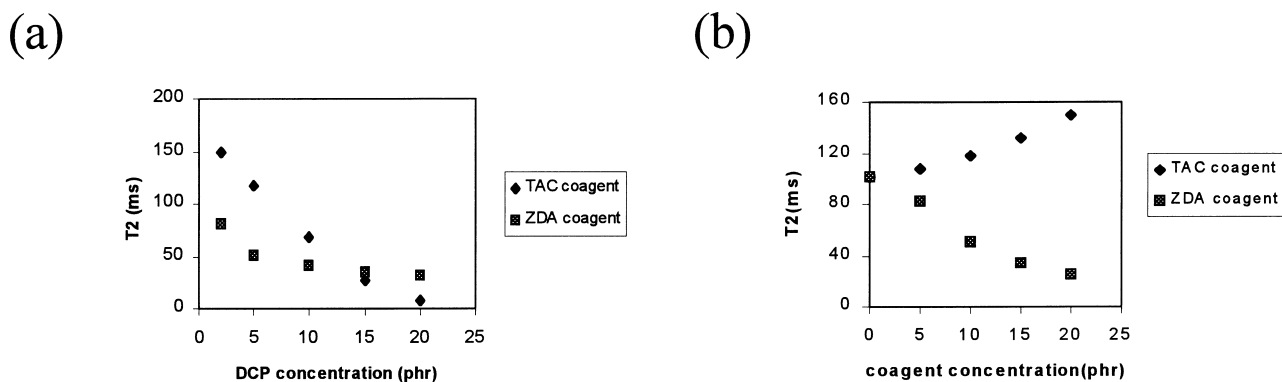 (a)
200
150
100
50
0
T2 (ms)
0 5 10 15 20 25
DCP concentration (phr)
TAC coagent
ZDA coagent
(b)
160
120
80
40
0
T2(ms)
0 5 10 15 20 25
coagent concentration(phr)
TAC coagent
ZDA coagent